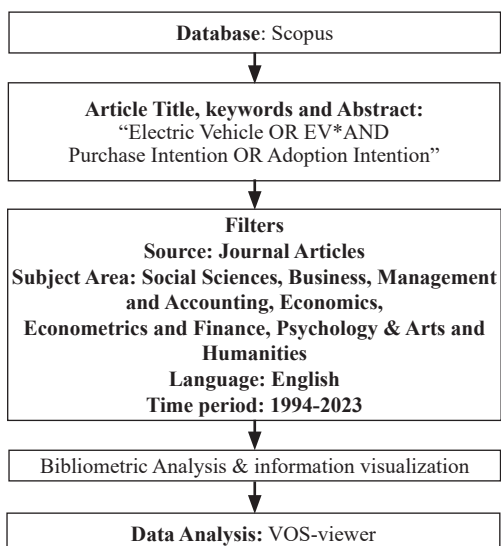 Database: Scopus
Article Title, keywords and Abstract:
“Electric Vehicle OR EV*AND
Purchase Intention OR Adoption Intention”
Filters
Source: Journal Articles
Subject Area: Social Sciences, Business, Management
and Accounting, Economics,
Econometrics and Finance, Psychology & Arts and
Humanities
Language: English
Time period: 1994-2023
Bibliometric Analysis & information visualization
Data Analysis: VOS-viewer